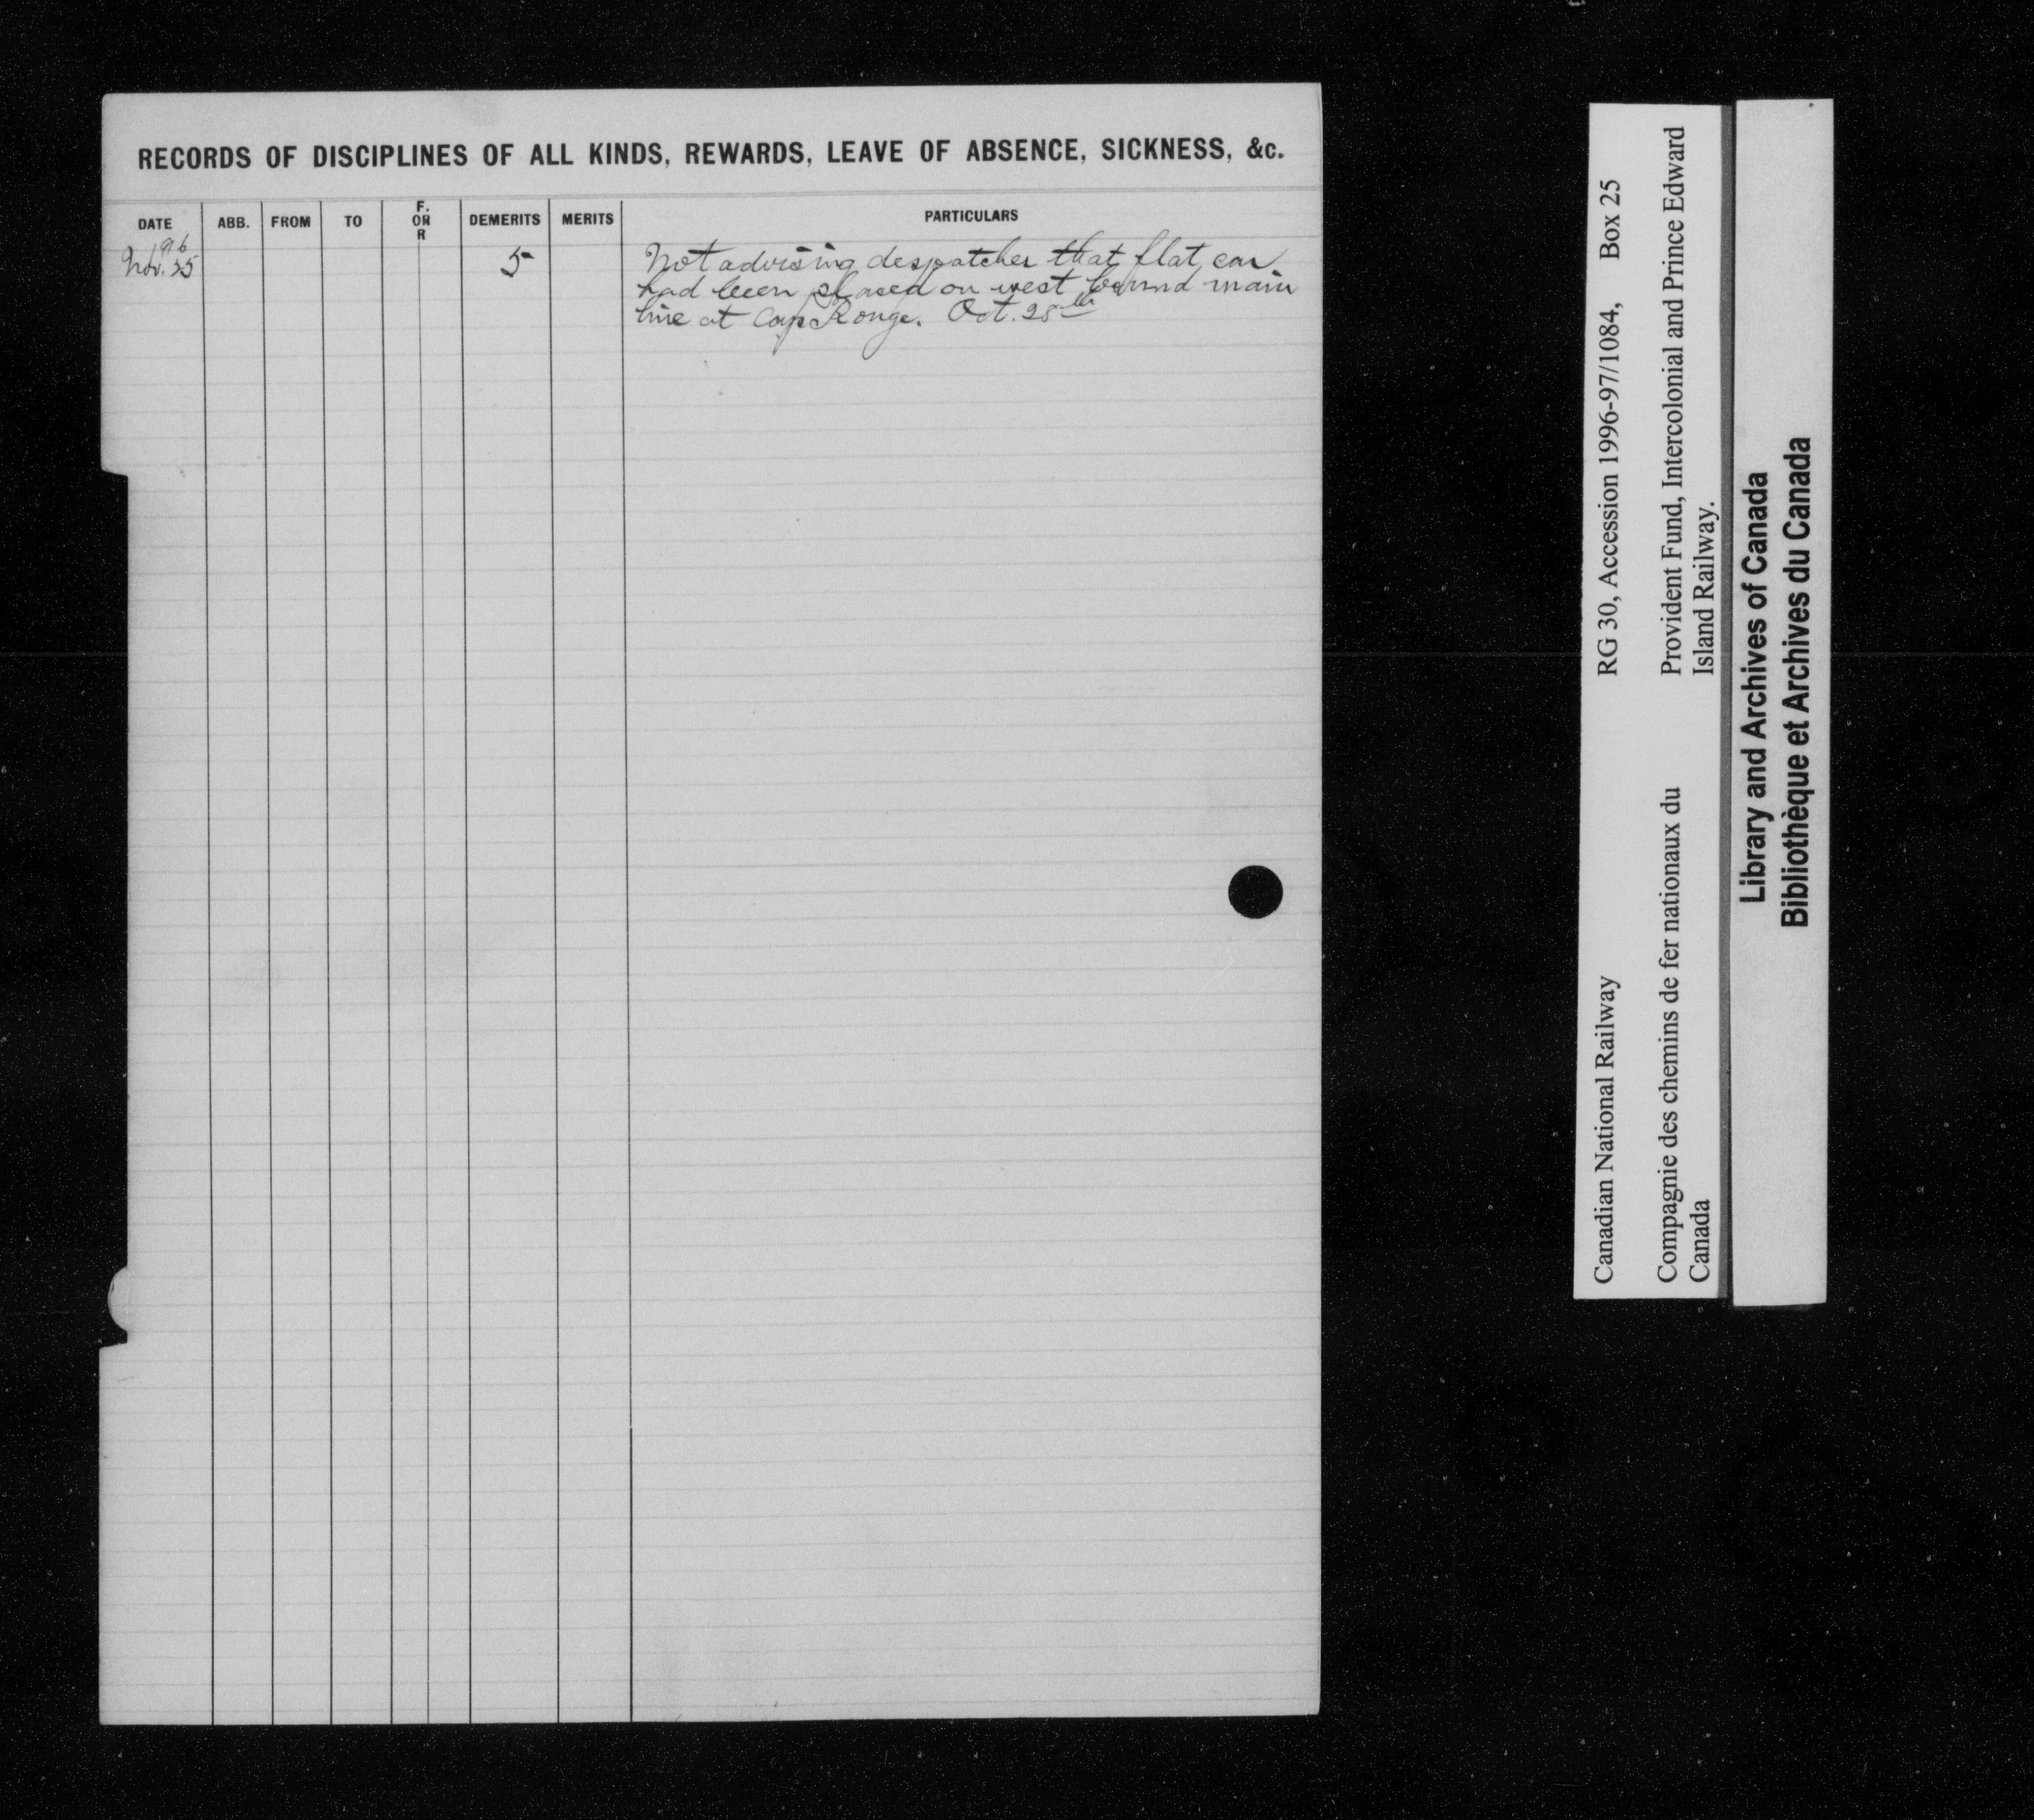 RECORDS OF DISCIPLINES OF ALL KINDS, REWARDS, LEAVE OF ABSENCE, SICKNESS, &c.
DATE ABB. FROM TO F. OR R DEMERITS MERITS PARTICULARS
1916
Nov. 25 5 Not advising despatcher that flat car
had been placed on west bound main
line at Cap Rouge. Oct. 28th
Canadian National Railway RG 30, Accession 1996-97/1084, Box 25
Compagnie des chemins de fer nationaux du Provident Fund, Intercolonial and Prince Edward
Canada Island Railway.
Library and Archives of Canada
Bibliothèque et Archives du Canada